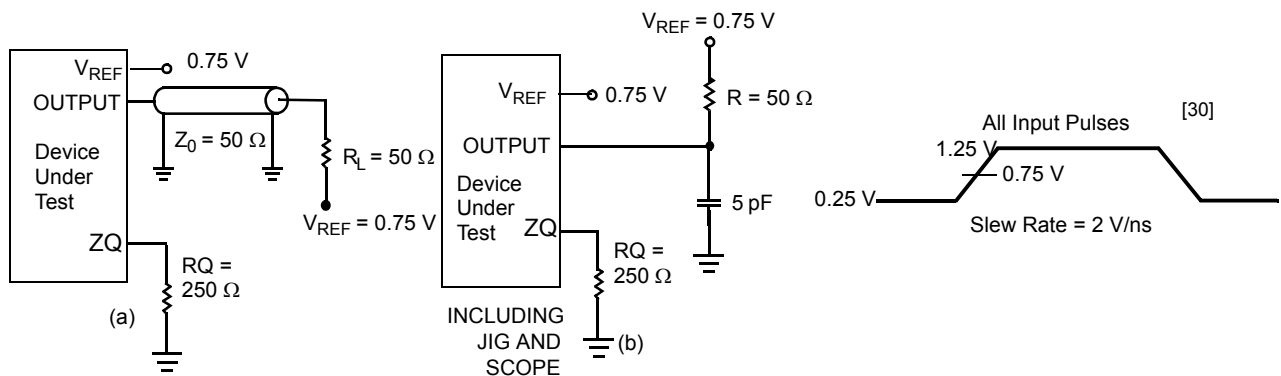 V_REF 0.75 V
OUTPUT
Z_0 = 50 Ω
Device
Under
Test
R_L = 50 Ω
V_REF = 0.75 V
ZQ
RQ =
250 Ω
(a)
V_REF = 0.75 V
V_REF 0.75 V
R = 50 Ω
OUTPUT
Device
Under
Test
5 pF
ZQ
RQ =
250 Ω
INCLUDING
JIG AND
SCOPE
(b)
[30]
All Input Pulses
1.25 V
0.75 V
0.25 V
Slew Rate = 2 V/ns